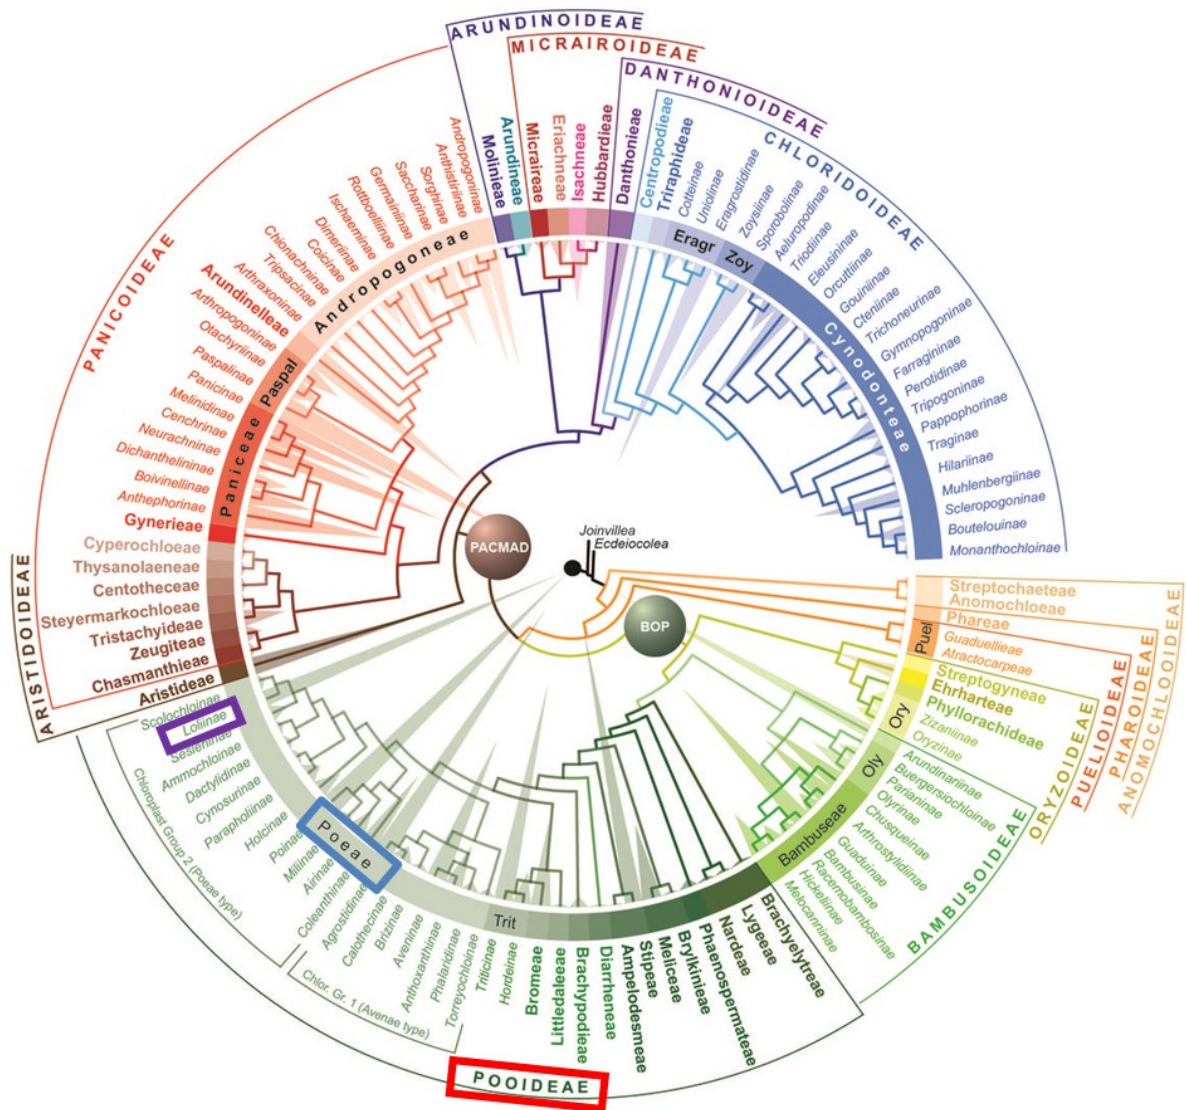 ARUNDINOIDEAE
MICRAIROIDEAE
DANTHONIOIDEAE
CHLORIDOIDEAE
PANICOIDEAE
ARISTIDOIDEAE
Molinieae
Arundineae
Micraireae
Eriachneae
Isachneae
Hubbardieae
Danthonieae
Centropodieae
Triraphideae
Cotteinae
Uniolinae
Eragrostidinae
Zoysiinae
Sporobolinae
Aeluropodinae
Triodiinae
Eleusininae
Orcuttiinae
Gouiniinae
Cteniinae
Trichoneurinae
Gymnopogoninae
Farragininae
Perotidinae
Tripogoninae
Pappophorinae
Traginae
Hilariinae
Muhlenbergiinae
Scleropogoninae
Boutelouinae
Monanthochloinae
Eragr
Zoy
Cynodonteae
Andropogoninae
Anthistiriinae
Sorghinae
Saccharinae
Germainiinae
Rottboelliinae
Ischaeminae
Dimeriinae
Coicinae
Chionachninae
Tripsacinae
Arthraxoninae
Andropogoneae
Arundinelleae
Arthropogoninae
Otachyriinae
Paspalinae
Paspal
Panicinae
Melinidinae
Cenchrinae
Neurachninae
Dichantheliinae
Boivinellinae
Anthephorinae
Paniceae
Gynerieae
Cyperochloeae
Thysanolaeneae
Centotheceae
Steyermarkochloeae
Tristachyideae
Zeugiteae
Chasmanthieae
Aristideae
PACMAD
Joinvillea
Ecdeiocolea
BOP
Streptochaeteae
Anomochloeae
Phareae
Guaduellieae
Atractocarpeae
Puel
Streptogyneae
Ehrharteae
Phyllorachideae
Zizaniinae
Oryzinae
Ory
Arundinariinae
Buergersiochloinae
Parianinae
Olyrinae
Oly
Chusqueinae
Arthrostylidiinae
Guaduinae
Bambusinae
Racemobambosinae
Hickeliinae
Melocanninae
Bambuseae
ANOMOCHLOIDEAE
PHAROIDEAE
PUELIOIDEAE
ORYZOIDEAE
BAMBUSOIDEAE
Scolochloinae
Loliinae
Sesleriinae
Ammochloinae
Dactylidinae
Cynosurinae
Parapholiinae
Holcinae
Poinae
Miliinae
Airinae
Coleanthinae
Agrostidinae
Calothecinae
Brizinae
Aveninae
Anthoxanthinae
Phalaridinae
Torreyochloinae
Poeae
Chloroplast Group 2 (Poeae type)
Chlor. Gr. 1 (Avenae type)
Triticinae
Hordeinae
Trit
Bromeae
Littledaleeae
Brachypodieae
Diarrheneae
Ampelodesmeae
Stipeae
Meliceae
Brylkinieae
Phaenospermateae
Nardeae
Lygeeae
Brachyelytreae
POOIDEAE